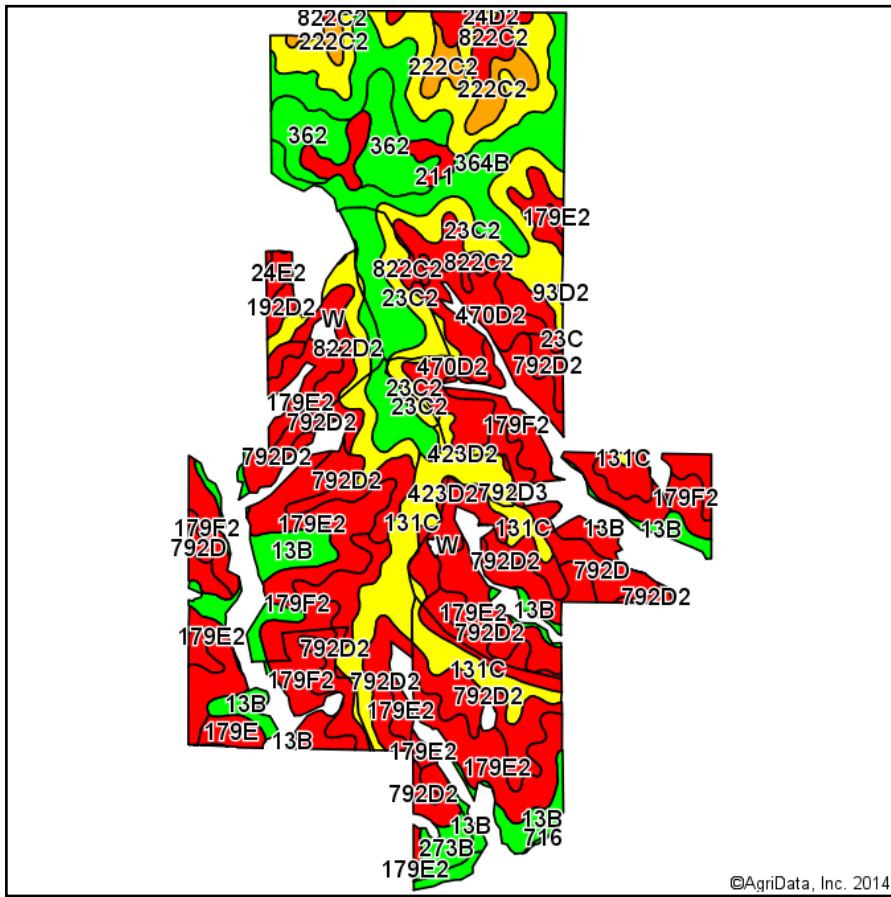 822C2
24D2
222C2
822C2
222C2
222C2
362
362
364B
211
179E2
23C2
822C2
822C2
24E2
23C2
93D2
192D2
470D2
W
23C
822D2
792D2
470D2
23C2
179E2
23C2
792D2
179F2
423D2
792D2
131C
792D2
423D2
792D3
179F2
179F2
179E2
131C
131C
13B
13B
792D
13B
W
792D2
792D
792D2
179F2
179E2
13B
179E2
792D2
792D2
131C
179F2
792D2
792D2
13B
179E2
179E
13B
179E2
179E2
792D2
13B
13B
716
273B
179E2
©AgriData, Inc. 2014